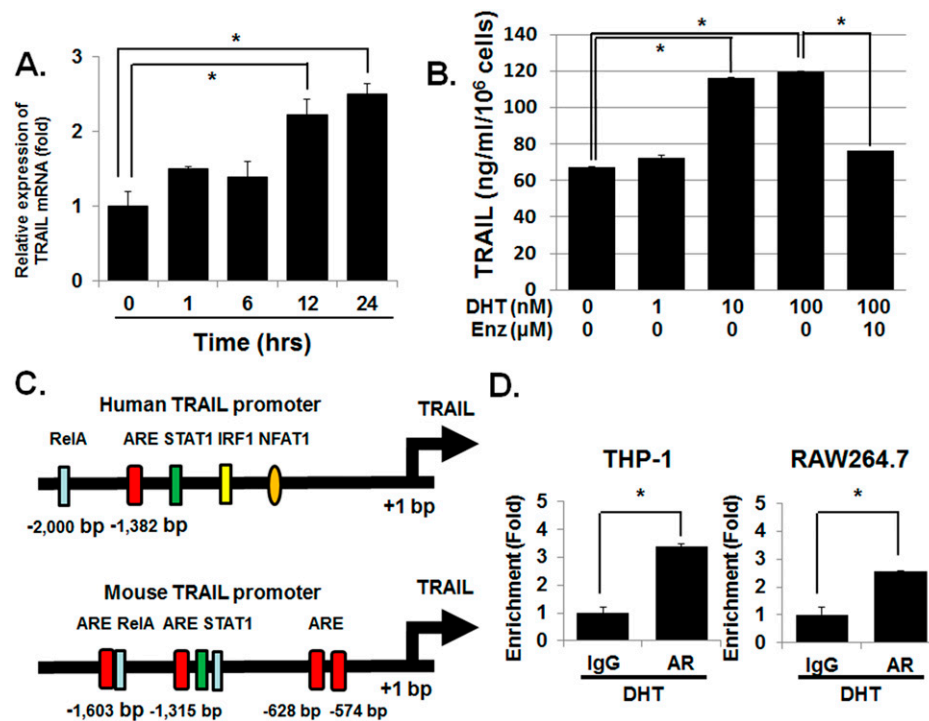 A.
Relative expression of
TRAIL mRNA (fold)
3
2
1
0
*
*
0 1 6 12 24
Time (hrs)
B.
TRAIL (ng/ml/10⁶ cells)
140
120
100
80
60
40
20
0
*
*
*
DHT (nM) 0 1 10 100 100
Enz (µM) 0 0 0 0 10
C.
Human TRAIL promoter
TRAIL
RelA ARE STAT1 IRF1 NFAT1
+1 bp
-2,000 bp -1,382 bp
Mouse TRAIL promoter
TRAIL
ARE RelA ARE STAT1 ARE
+1 bp
-1,603 bp -1,315 bp -628 bp -574 bp
D.
THP-1
Enrichment (Fold)
5
4
3
2
1
0
*
IgG AR
DHT
RAW264.7
Enrichment (Fold)
5
4
3
2
1
0
*
IgG AR
DHT